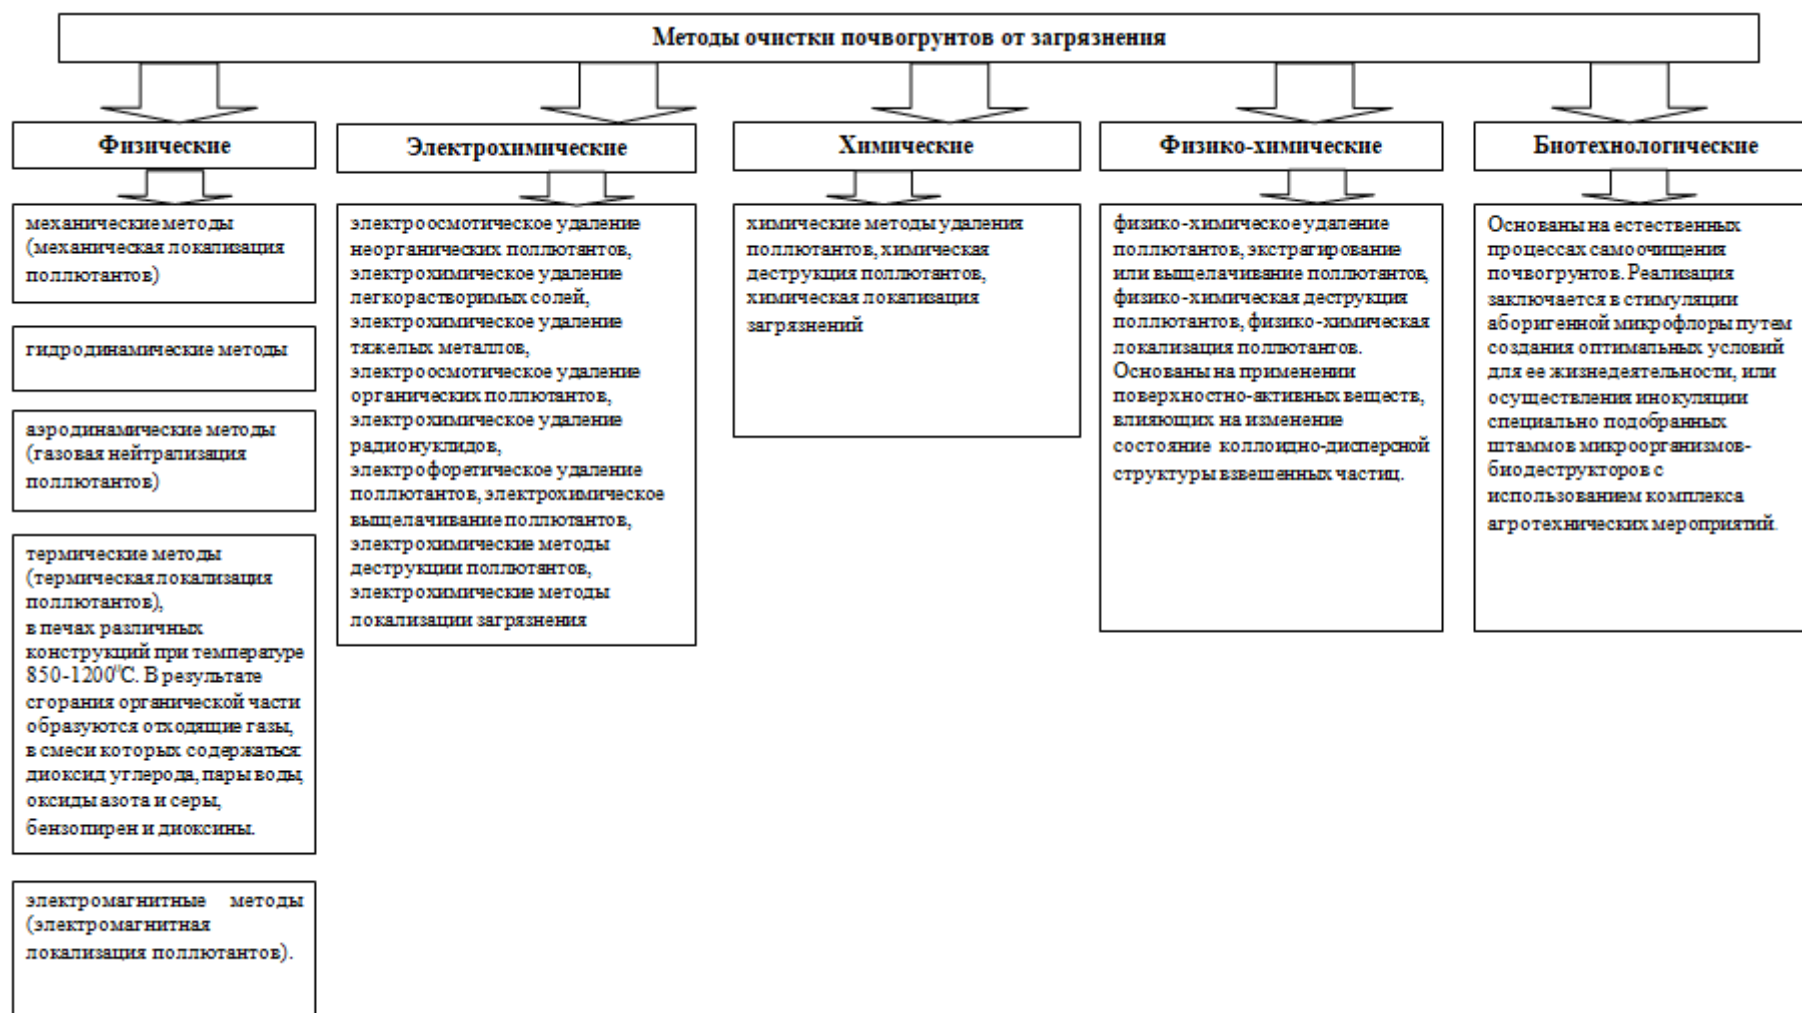 Методы очистки почвогрунтов от загрязнения
Физические
механические методы
(механическая локализация
поллютантов)
гидродинамические методы
аэродинамические методы
(газовая нейтрализация
поллютантов)
термические методы
(термическая локализация
поллютантов),
в печах различных
конструкций при температуре
850-1200⁰С. В результате
сгорания органической части
образуются отходящие газы,
в смеси которых содержаться:
диоксид углерода, пары воды,
оксиды азота и серы,
бензопирен и диоксины.
электромагнитные методы
(электромагнитная
локализация поллютантов).
Электрохимические
электроосмотическое удаление
неорганических поллютантов,
электрохимическое удаление
легкорастворимых солей,
электрохимическое удаление
тяжелых металлов,
электроосмотическое удаление
органических поллютантов,
электрохимическое удаление
радионуклидов,
электрофоретическое удаление
поллютантов, электрохимическое
выщелачивание поллютантов,
электрохимические методы
деструкции поллютантов,
электрохимические методы
локализации загрязнения
Химические
химические методы удаления
поллютантов, химическая
деструкция поллютантов,
химическая локализация
загрязнений
Физико-химические
физико-химическое удаление
поллютантов, экстрагирование
или выщелачивание поллютантов,
физико-химическая деструкция
поллютантов, физико-химическая
локализация поллютантов.
Основаны на применении
поверхностно-активных веществ,
влияющих на изменение
состояние коллоидно-дисперсной
структуры взвешенных частиц.
Биотехнологические
Основаны на естественных
процессах самоочищения
почвогрунтов. Реализация
заключается в стимуляции
аборигенной микрофлоры путем
создания оптимальных условий
для ее жизнедеятельности, или
осуществления инокуляции
специально подобранных
штаммов микроорганизмов-
биодеструкторов с
использованием комплекса
агротехнических мероприятий.